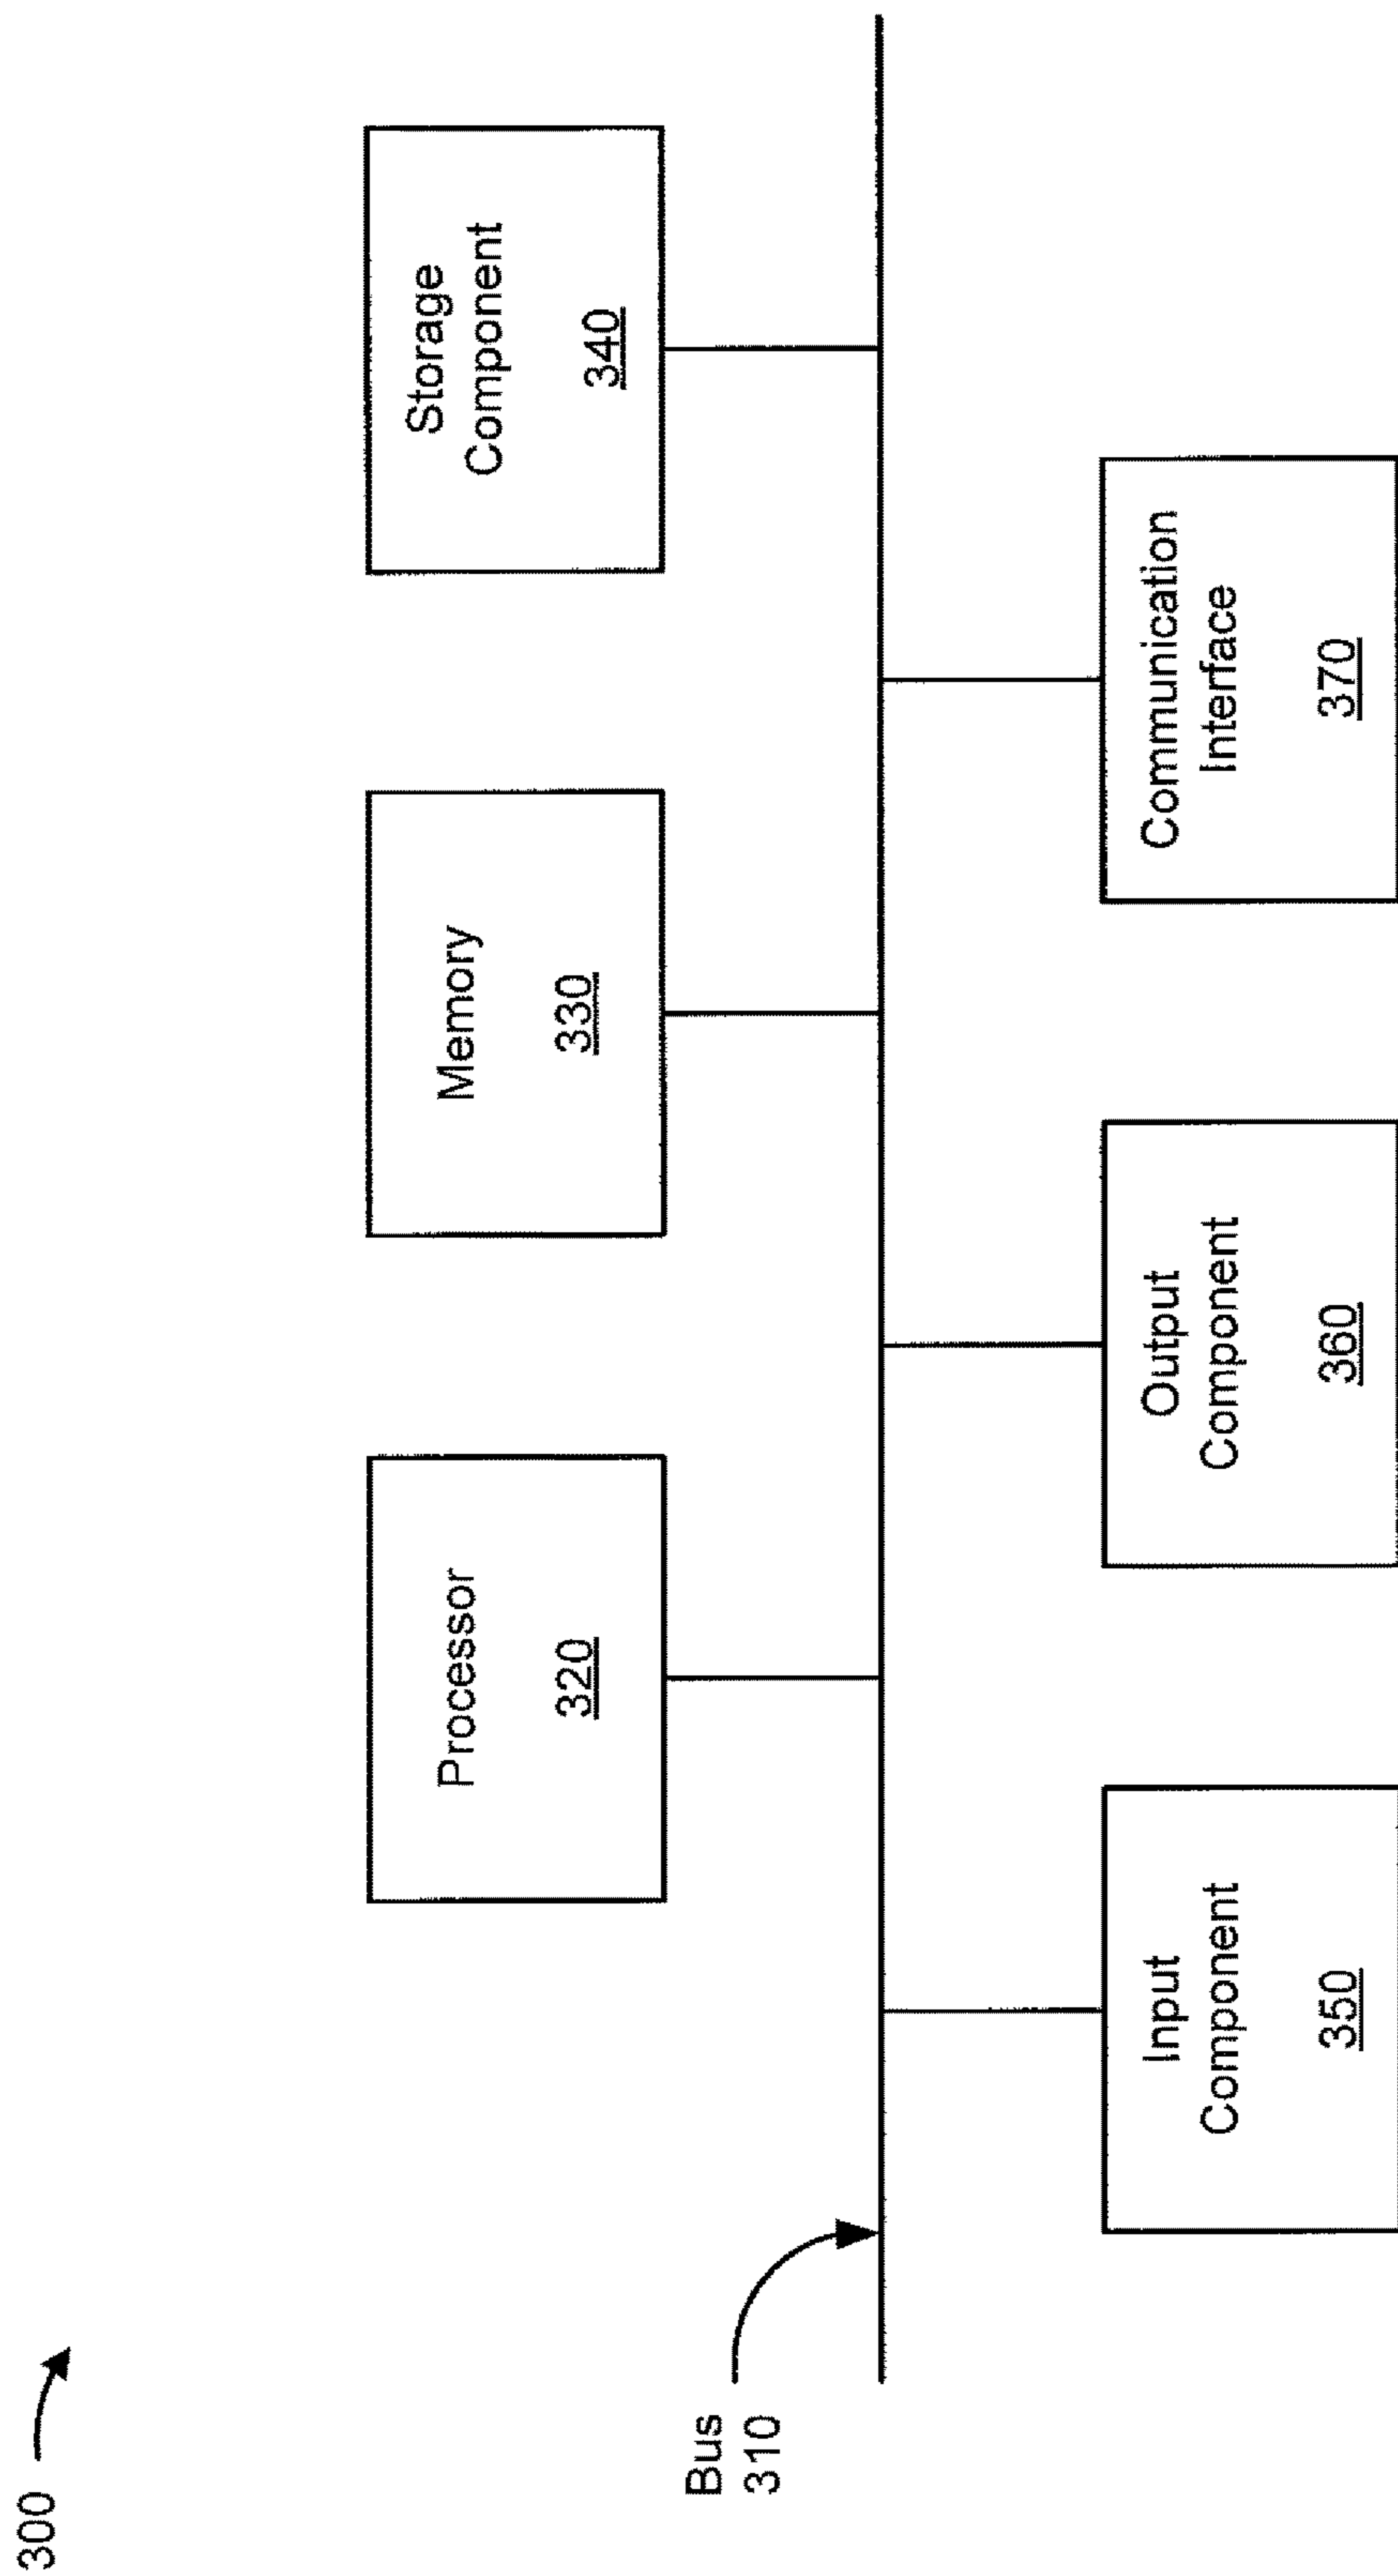 300
Processor
320
Memory
330
Storage
Component
340
Bus
310
Input
Component
350
Output
Component
360
Communication
Interface
370